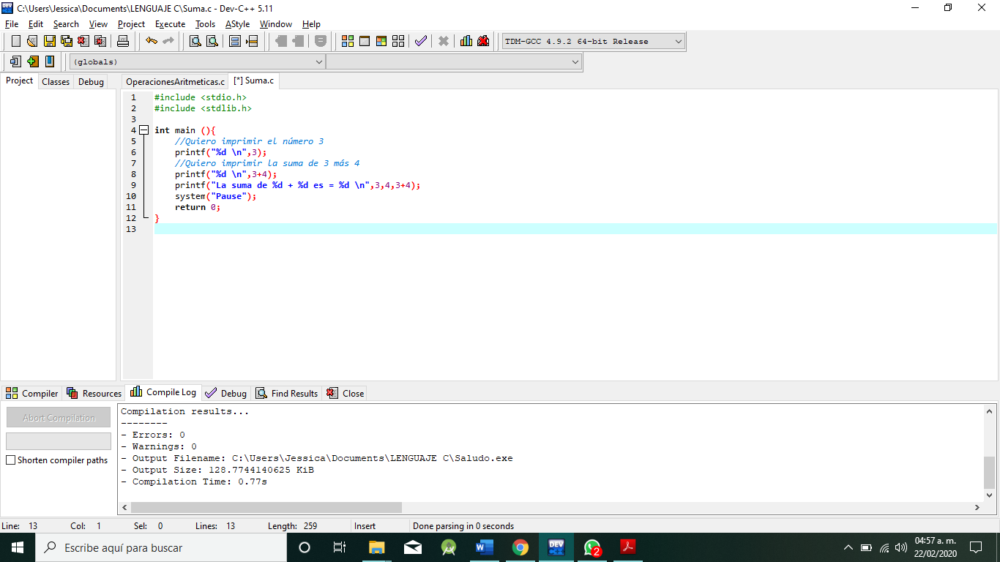 C:\Users\Jessica\Documents\LENGUAJE C\Suma.c - Dev-C++ 5.11
File Edit Search View Project Execute Tools AStyle Window Help
TDM-GCC 4.9.2 64-bit Release
(globals)
Project Classes Debug OperacionesAritmeticas.c [*] Suma.c
1 #include <stdio.h>
2 #include <stdlib.h>
3
4 int main (){
5 //Quiero imprimir el número 3
6 printf("%d \n",3);
7 //Quiero imprimir la suma de 3 más 4
8 printf("%d \n",3+4);
9 printf("La suma de %d + %d es = %d \n",3,4,3+4);
10 system("Pause");
11 return 0;
12 }
13
Compiler Resources Compile Log Debug Find Results Close
Abort Compilation
Shorten compiler paths
Compilation results...
--------
- Errors: 0
- Warnings: 0
- Output Filename: C:\Users\Jessica\Documents\LENGUAJE C\Saludo.exe
- Output Size: 128.7744140625 KiB
- Compilation Time: 0.77s
Line: 13 Col: 1 Sel: 0 Lines: 13 Length: 259 Insert Done parsing in 0 seconds
Escribe aquí para buscar
DEV
2
04:57 a. m.
22/02/2020